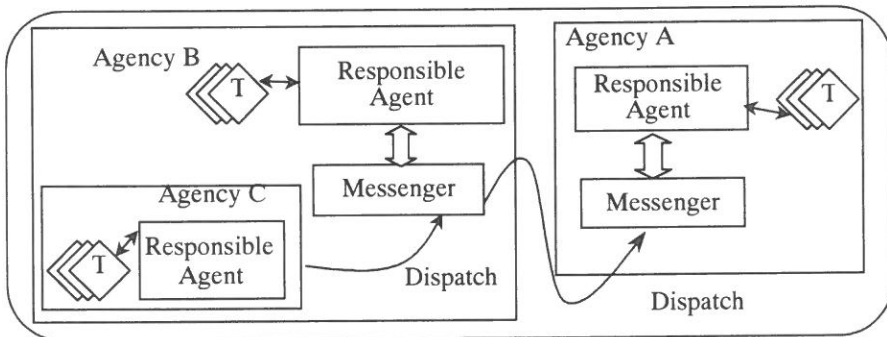 Agency B
T
Responsible
Agent
Messenger
Agency C
T
Responsible
Agent
Dispatch
Agency A
Responsible
Agent
T
Messenger
Dispatch